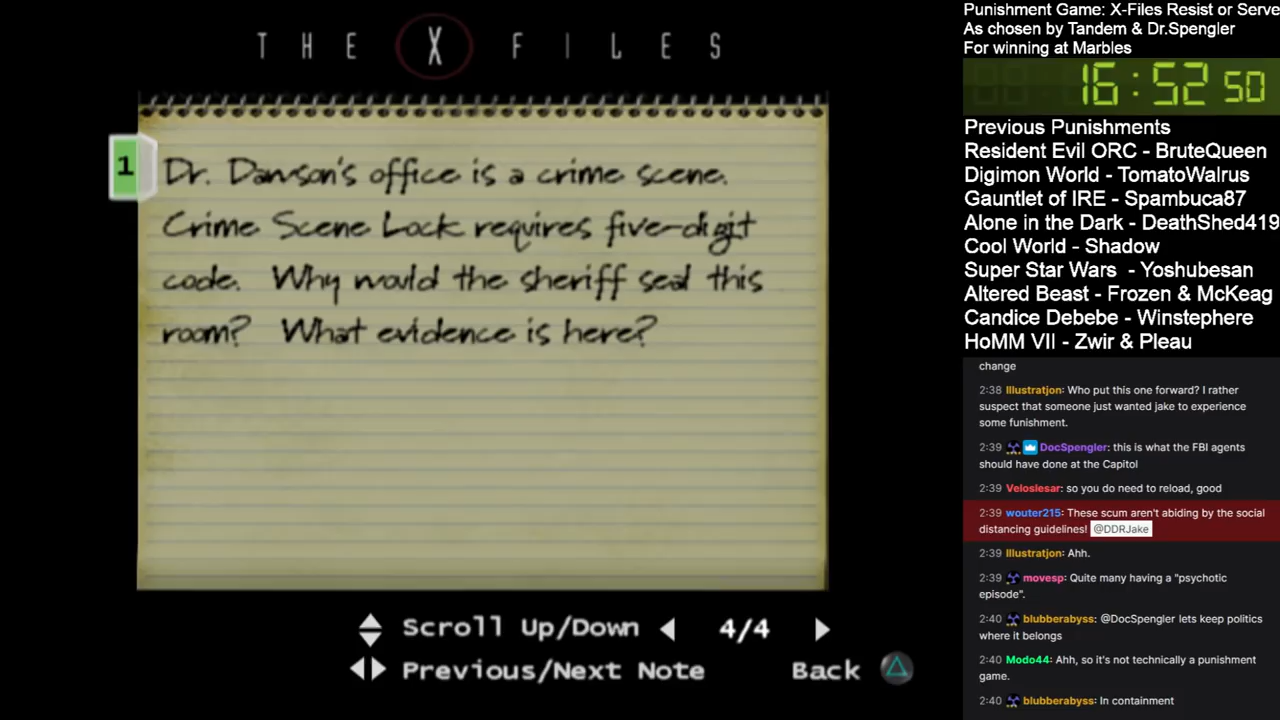 THE X FILES
1
Dr. Dawson's office is a crime scene.
Crime Scene Lock requires five-digit
code. Why would the sheriff seal this
room? What evidence is here?
Scroll Up/Down
4/4
Previous/Next Note
Back
Punishment Game: X-Files Resist or Serve
As chosen by Tandem & Dr.Spengler
For winning at Marbles
16:52 50
Previous Punishments
Resident Evil ORC - BruteQueen
Digimon World - TomatoWalrus
Gauntlet of IRE - Spambuca87
Alone in the Dark - DeathShed419
Cool World - Shadow
Super Star Wars - Yoshubesan
Altered Beast - Frozen & McKeag
Candice Debebe - Winstephere
HoMM VII - Zwir & Pleau
change
2:38 Illustratjon: Who put this one forward? I rather
suspect that someone just wanted jake to experience
some funishment.
2:39 DocSpengler: this is what the FBI agents
should have done at the Capitol
2:39 Veloslesar: so you do need to reload, good
2:39 wouter215: These scum aren't abiding by the social
distancing guidelines! @DDRJake
2:39 Illustratjon: Ahh.
2:39 movesp: Quite many having a "psychotic
episode".
2:40 blubberabyss: @DocSpengler lets keep politics
where it belongs
2:40 Modo44: Ahh, so it's not technically a punishment
game.
2:40 blubberabyss: In containment